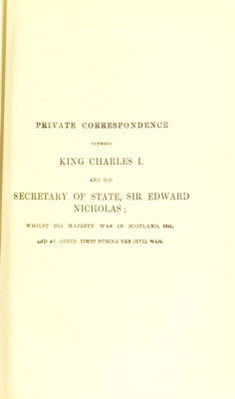 PRIVATE CORRESPONDENCE
BETWEEN
KING CHARLES I.
AND HIS
SECRETARY OF STATE, SIR EDWARD
NICHOLAS;
WHILST HIS MAJESTY WAS IN SCOTLAND, 1641,
AND AT OTHER TIMES DURING THE CIVIL WAR.